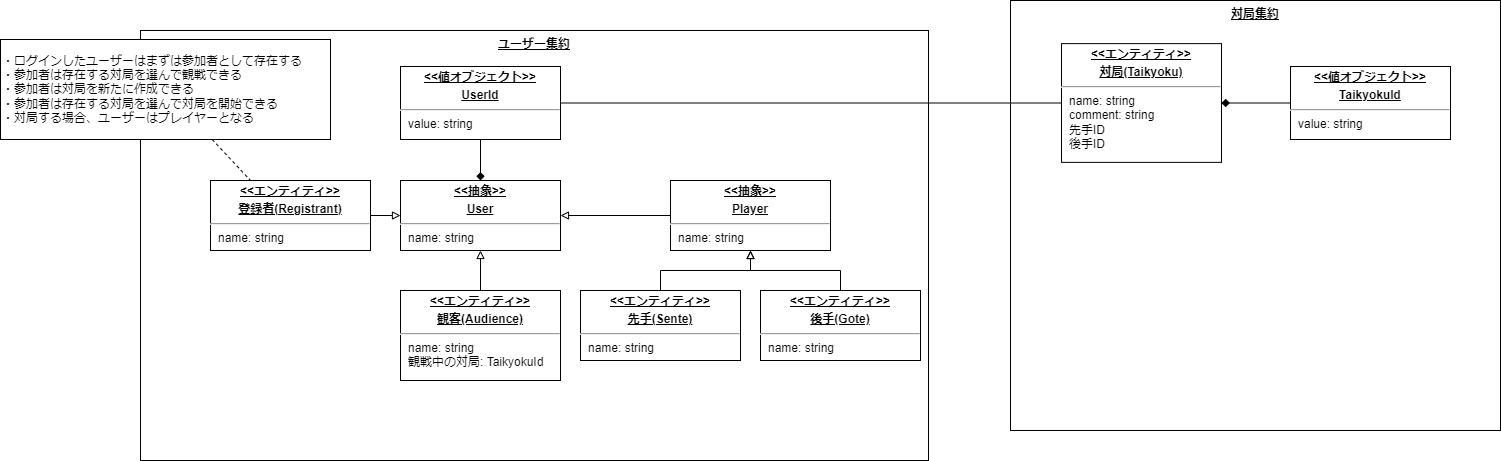 対局集約
ユーザー集約
・ログインしたユーザーはまずは参加者として存在する
・参加者は存在する対局を選んで観戦できる
・参加者は対局を新たに作成できる
・参加者は存在する対局を選んで対局を開始できる
・対局する場合、ユーザーはプレイヤーとなる
<<値オブジェクト>>
UserId
value: string
<<エンティティ>>
対局(Taikyoku)
name: string
comment: string
先手ID
後手ID
<<値オブジェクト>>
TaikyokuId
value: string
<<エンティティ>>
登録者(Registrant)
name: string
<<抽象>>
User
name: string
<<抽象>>
Player
name: string
<<エンティティ>>
観客(Audience)
name: string
観戦中の対局: TaikyokuId
<<エンティティ>>
先手(Sente)
name: string
<<エンティティ>>
後手(Gote)
name: string